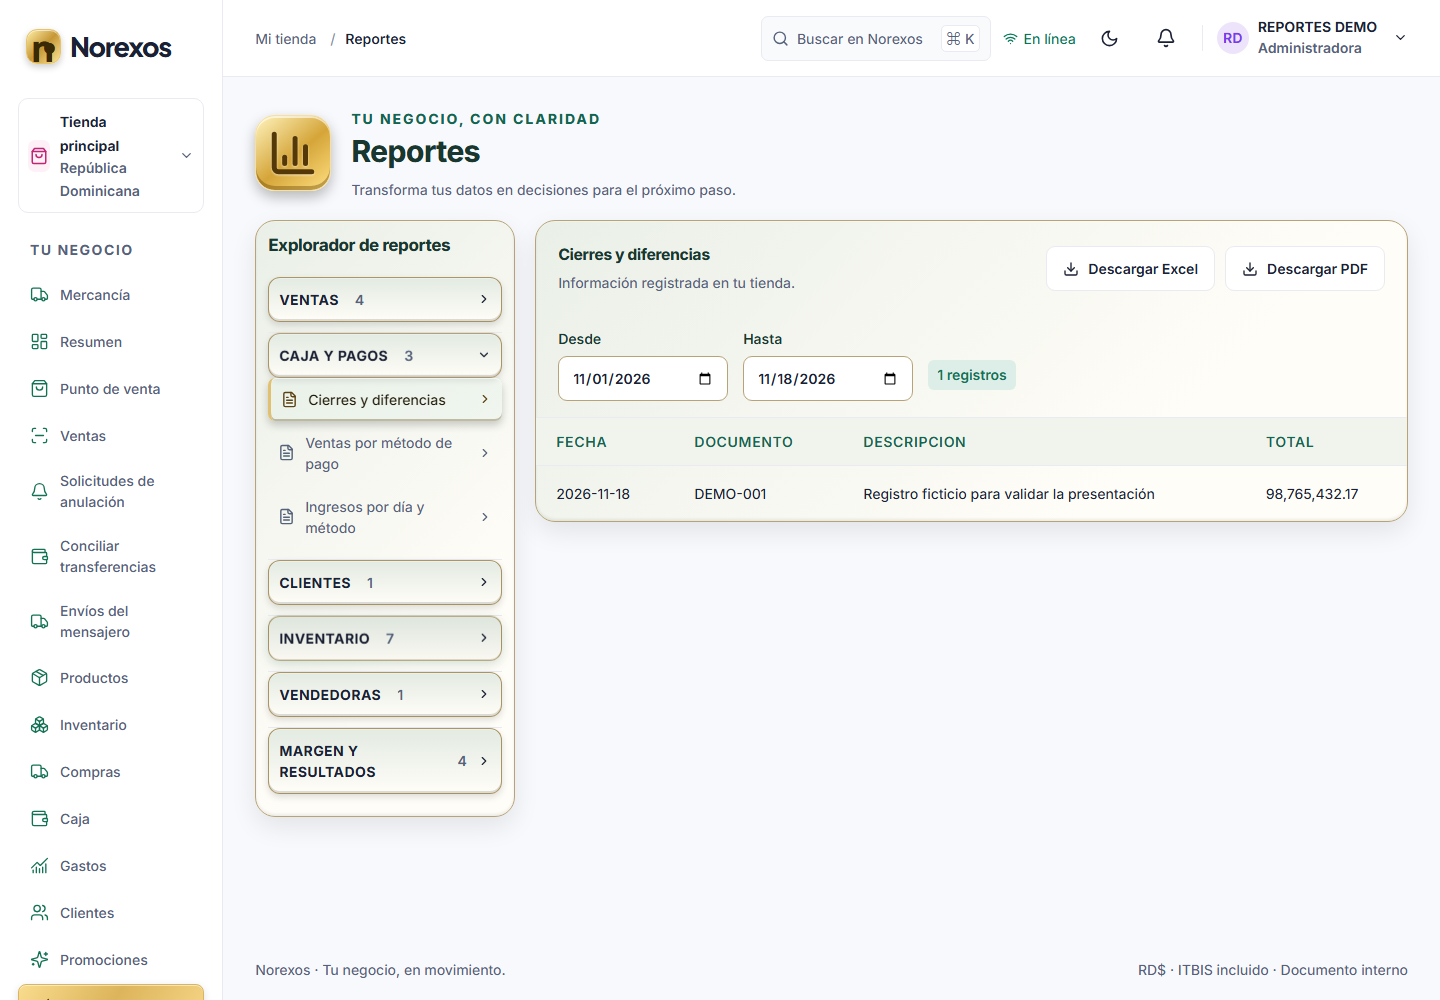 Norexos
Tienda
principal
República
Dominicana
TU NEGOCIO
Mercancía
Resumen
Punto de venta
Ventas
Solicitudes de
anulación
Conciliar
transferencias
Envíos del
mensajero
Productos
Inventario
Compras
Caja
Gastos
Clientes
Promociones
Mi tienda / Reportes
Buscar en Norexos ⌘ K
En línea
RD
REPORTES DEMO
Administradora
TU NEGOCIO, CON CLARIDAD
Reportes
Transforma tus datos en decisiones para el próximo paso.
Explorador de reportes
VENTAS 4
CAJA Y PAGOS 3
Cierres y diferencias
Ventas por método de
pago
Ingresos por día y
método
CLIENTES 1
INVENTARIO 7
VENDEDORAS 1
MARGEN Y
RESULTADOS 4
Cierres y diferencias
Información registrada en tu tienda.
Descargar Excel
Descargar PDF
Desde
Hasta
11/01/2026
11/18/2026
1 registros
FECHA DOCUMENTO DESCRIPCION TOTAL
2026-11-18 DEMO-001 Registro ficticio para validar la presentación 98,765,432.17
Norexos · Tu negocio, en movimiento.
RD$ · ITBIS incluido · Documento interno